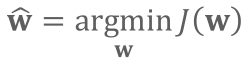 ŵ = argmin J(w)
w